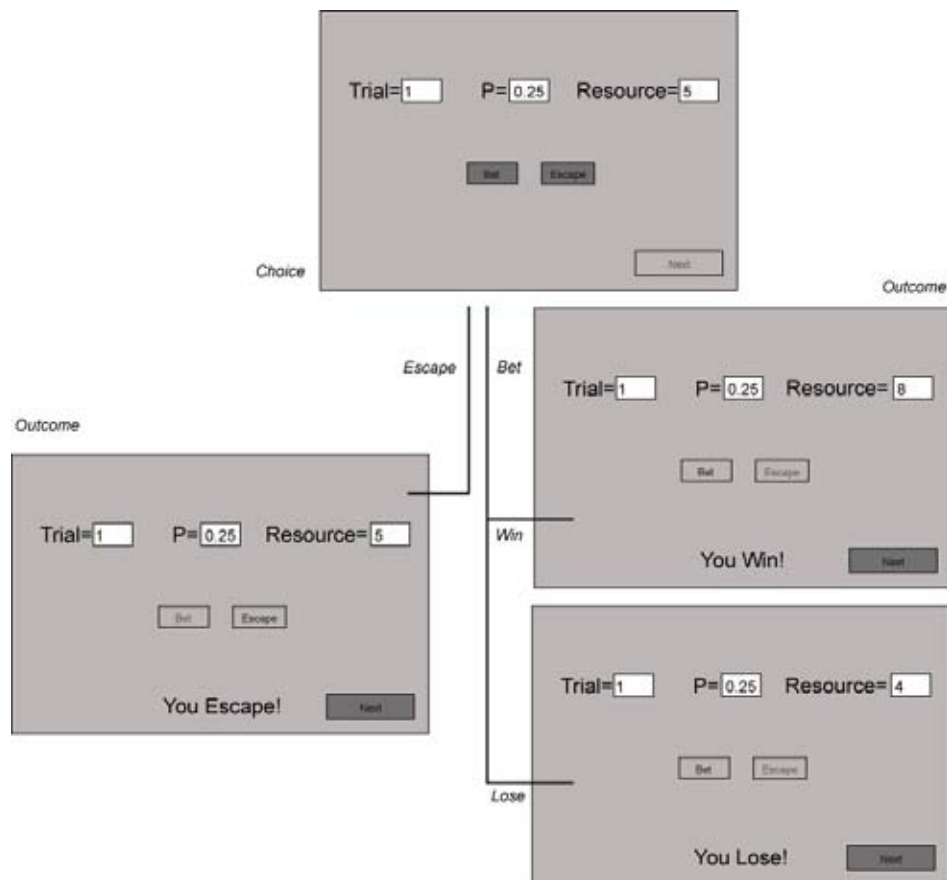 Trial= 1 P= 0.25 Resource= 5
Bet Escape
Next
Choice
Outcome
Escape
Bet
Trial= 1 P= 0.25 Resource= 8
Bet Escape
Win
You Win! Next
Outcome
Trial= 1 P= 0.25 Resource= 5
Bet Escape
You Escape! Next
Trial= 1 P= 0.25 Resource= 4
Bet Escape
Lose
You Lose! Next